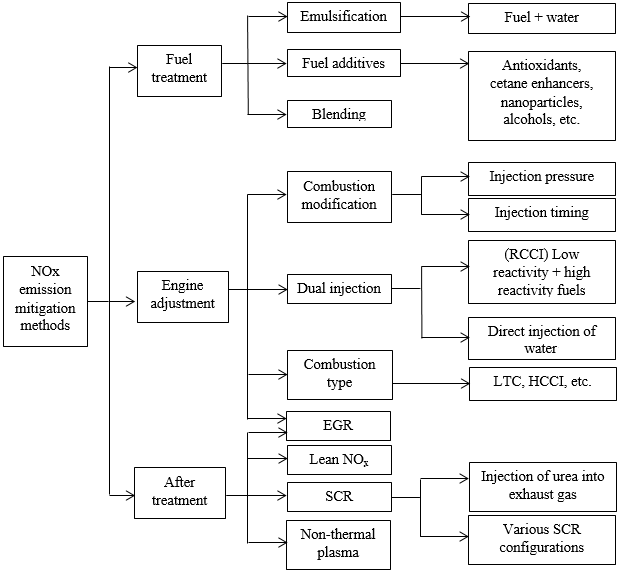 NOx
emission
mitigation
methods
Fuel
treatment
Emulsification
Fuel + water
Fuel additives
Antioxidants,
cetane enhancers,
nanoparticles,
alcohols, etc.
Blending
Engine
adjustment
Combustion
modification
Injection pressure
Injection timing
Dual injection
(RCCI) Low
reactivity + high
reactivity fuels
Direct injection of
water
Combustion
type
LTC, HCCI, etc.
EGR
After
treatment
Lean NOx
SCR
Injection of urea into
exhaust gas
Various SCR
configurations
Non-thermal
plasma